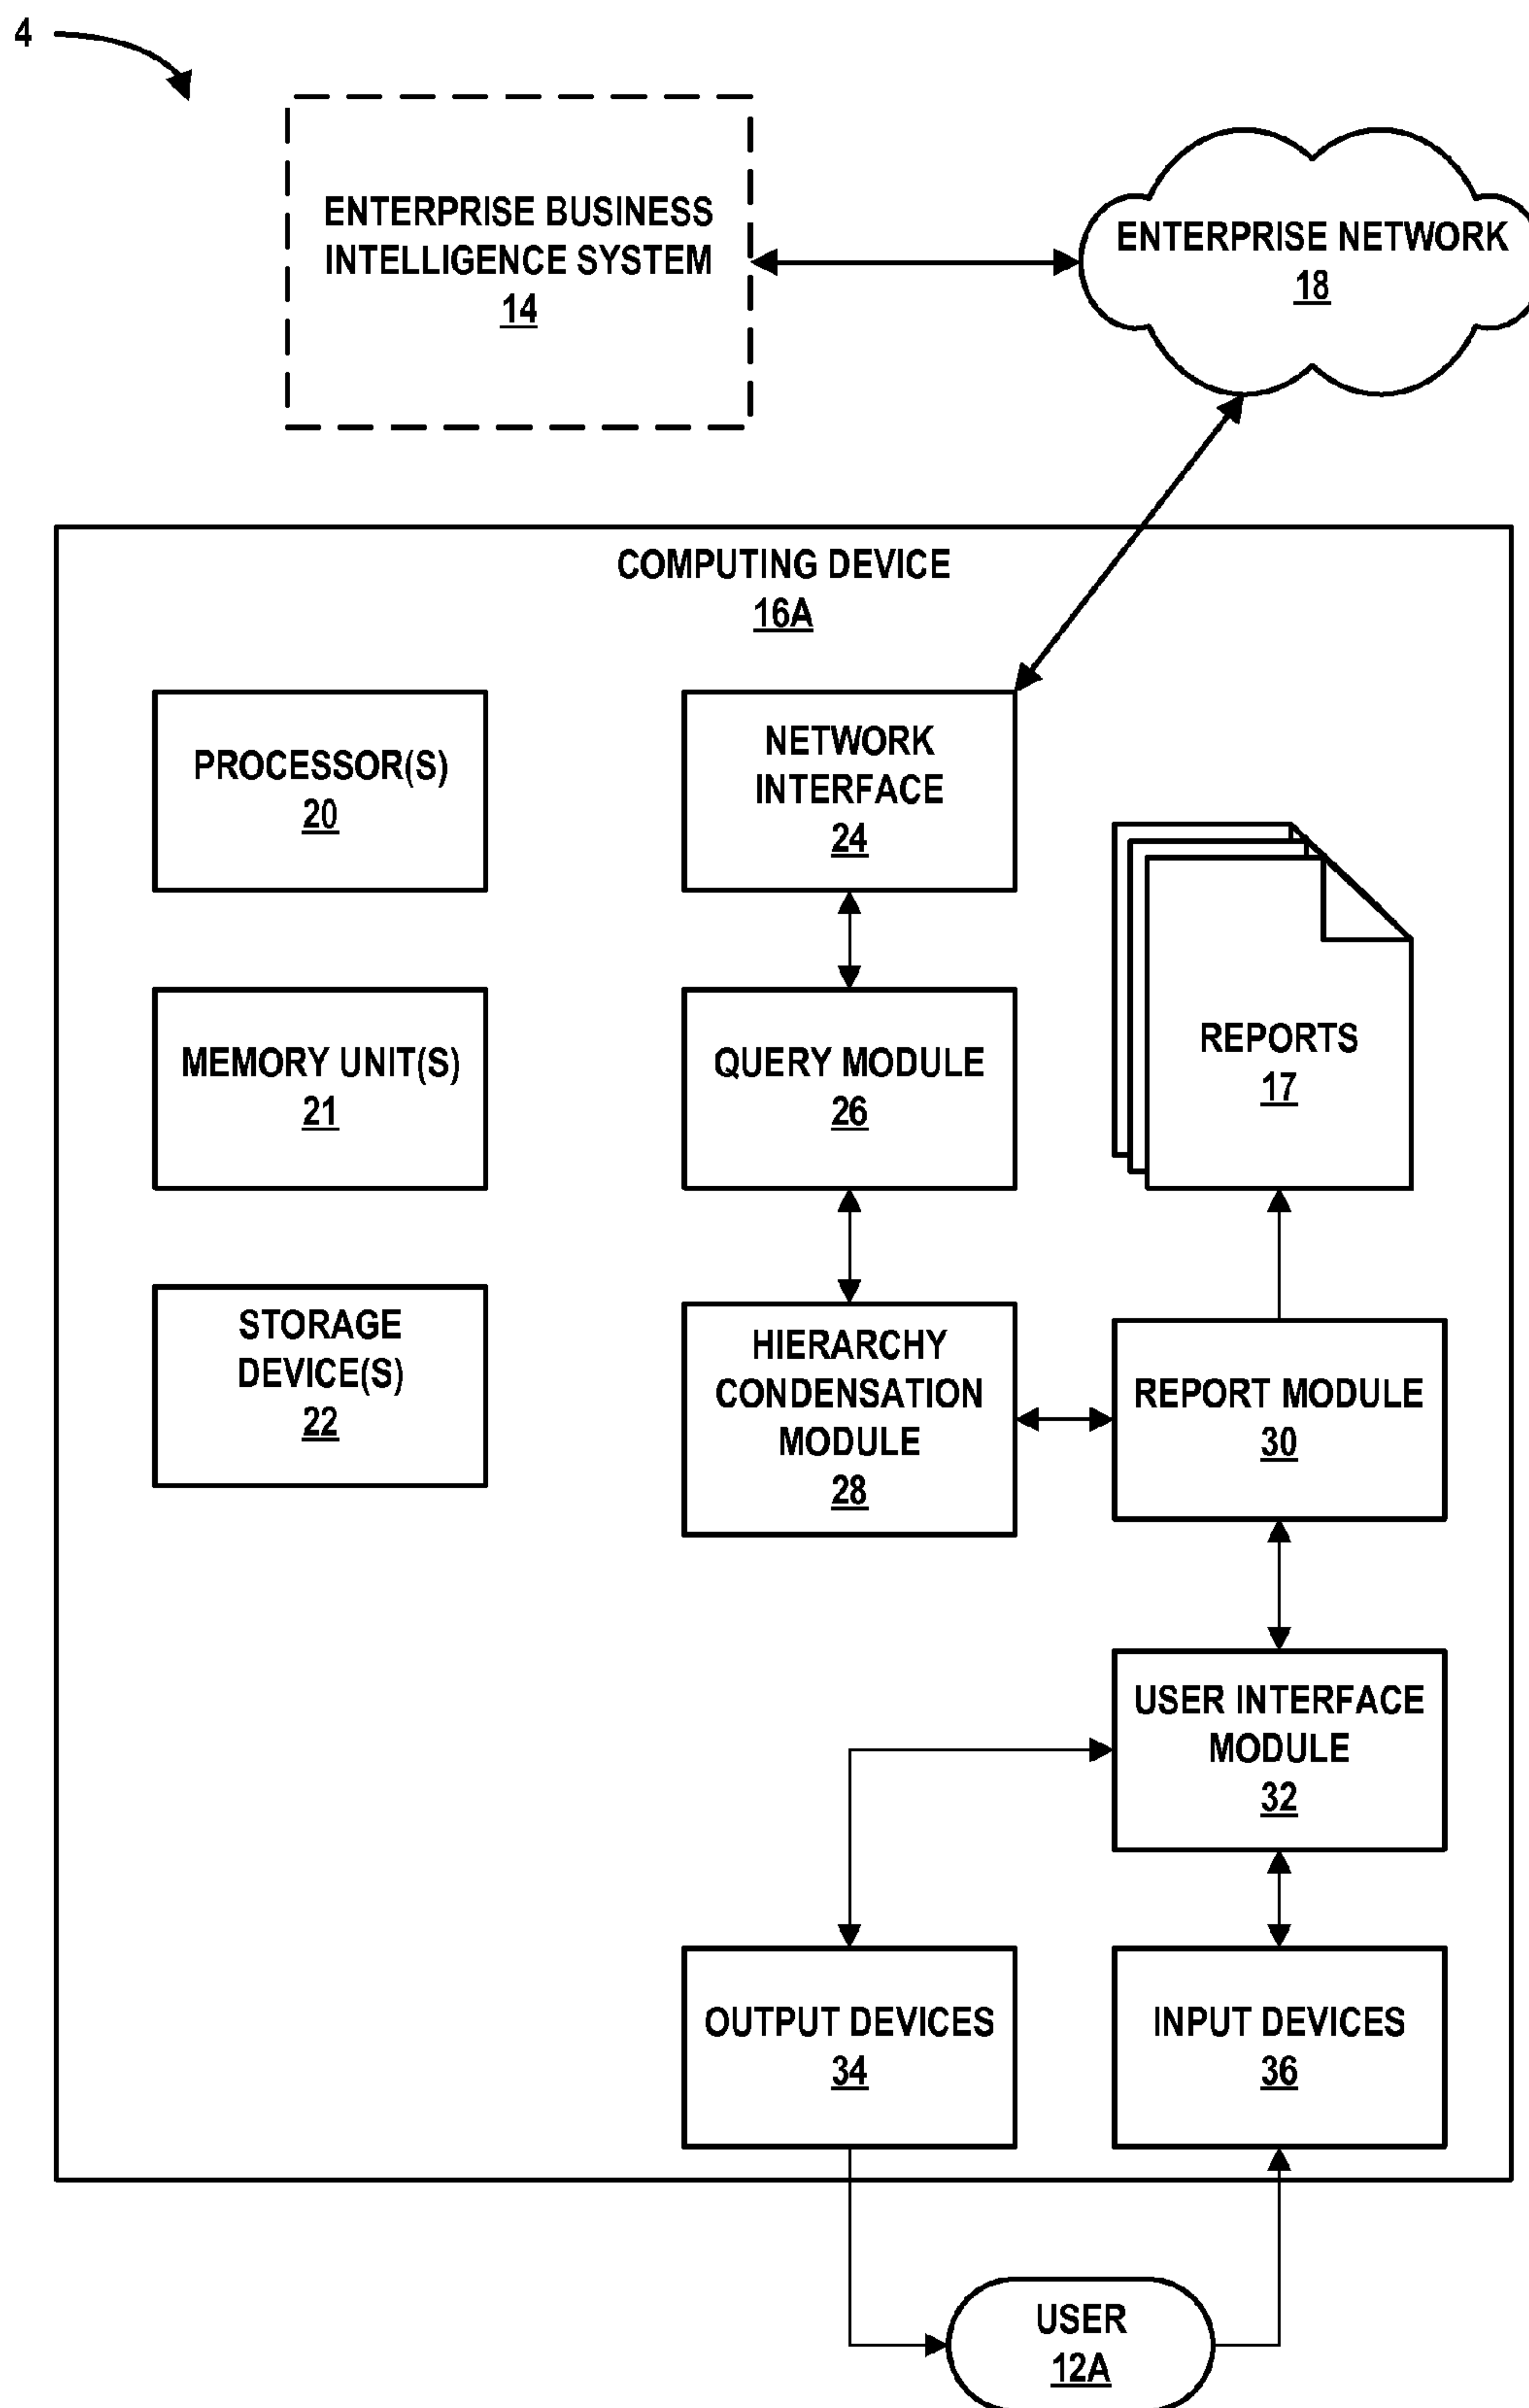 4
ENTERPRISE BUSINESS
INTELLIGENCE SYSTEM
14
ENTERPRISE NETWORK
18
COMPUTING DEVICE
16A
PROCESSOR(S)
20
NETWORK
INTERFACE
24
MEMORY UNIT(S)
21
QUERY MODULE
26
REPORTS
17
STORAGE
DEVICE(S)
22
HIERARCHY
CONDENSATION
MODULE
28
REPORT MODULE
30
USER INTERFACE
MODULE
32
OUTPUT DEVICES
34
INPUT DEVICES
36
USER
12A